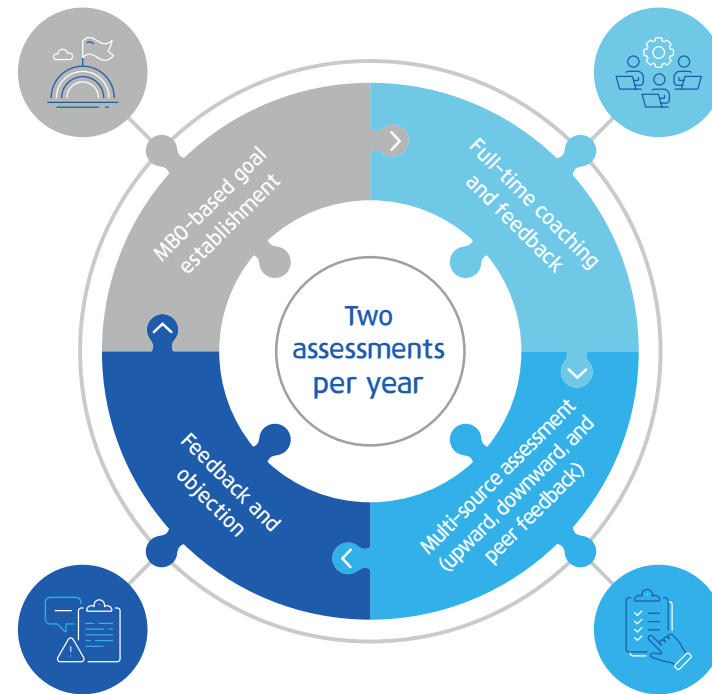 MBO-based goal
establishment
Full-time coaching
and feedback
Two
assessments
per year
Multi-source assessment
(upward, downward, and
peer feedback)
Feedback and
objection